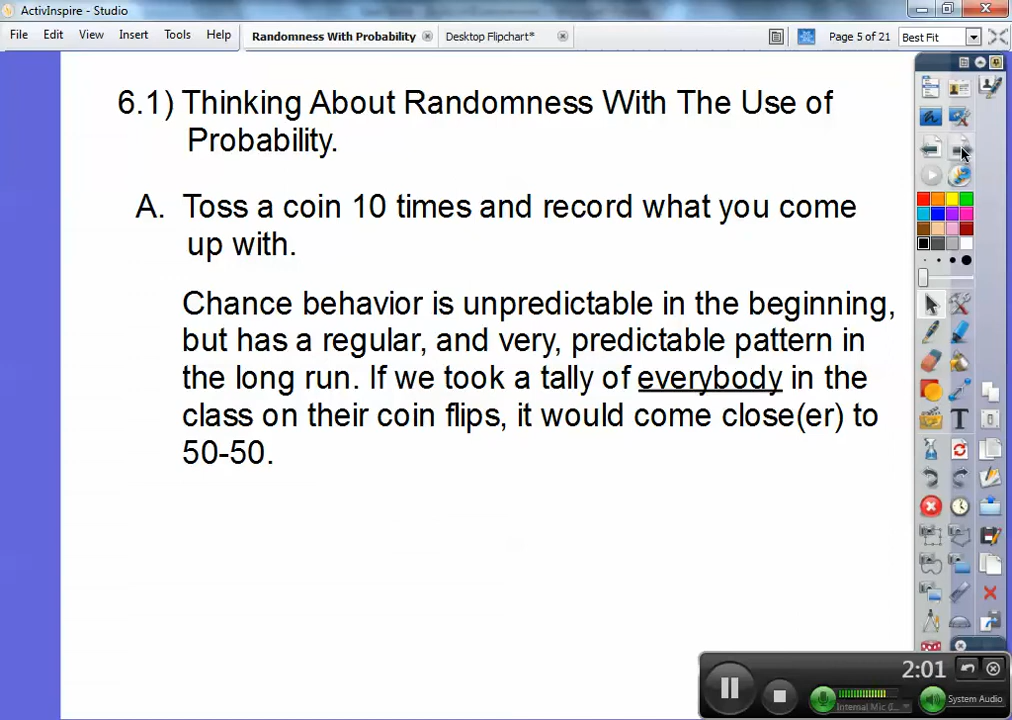 ActivInspire - Studio
File Edit View Insert Tools Help
Randomness With Probability
Desktop Flipchart*
Page 5 of 21
Best Fit
6.1) Thinking About Randomness With The Use of
Probability.
A. Toss a coin 10 times and record what you come
up with.
Chance behavior is unpredictable in the beginning,
but has a regular, and very, predictable pattern in
the long run. If we took a tally of everybody in the
class on their coin flips, it would come close(er) to
50-50.
T
2:01
Internal Mic (I...
System Audio